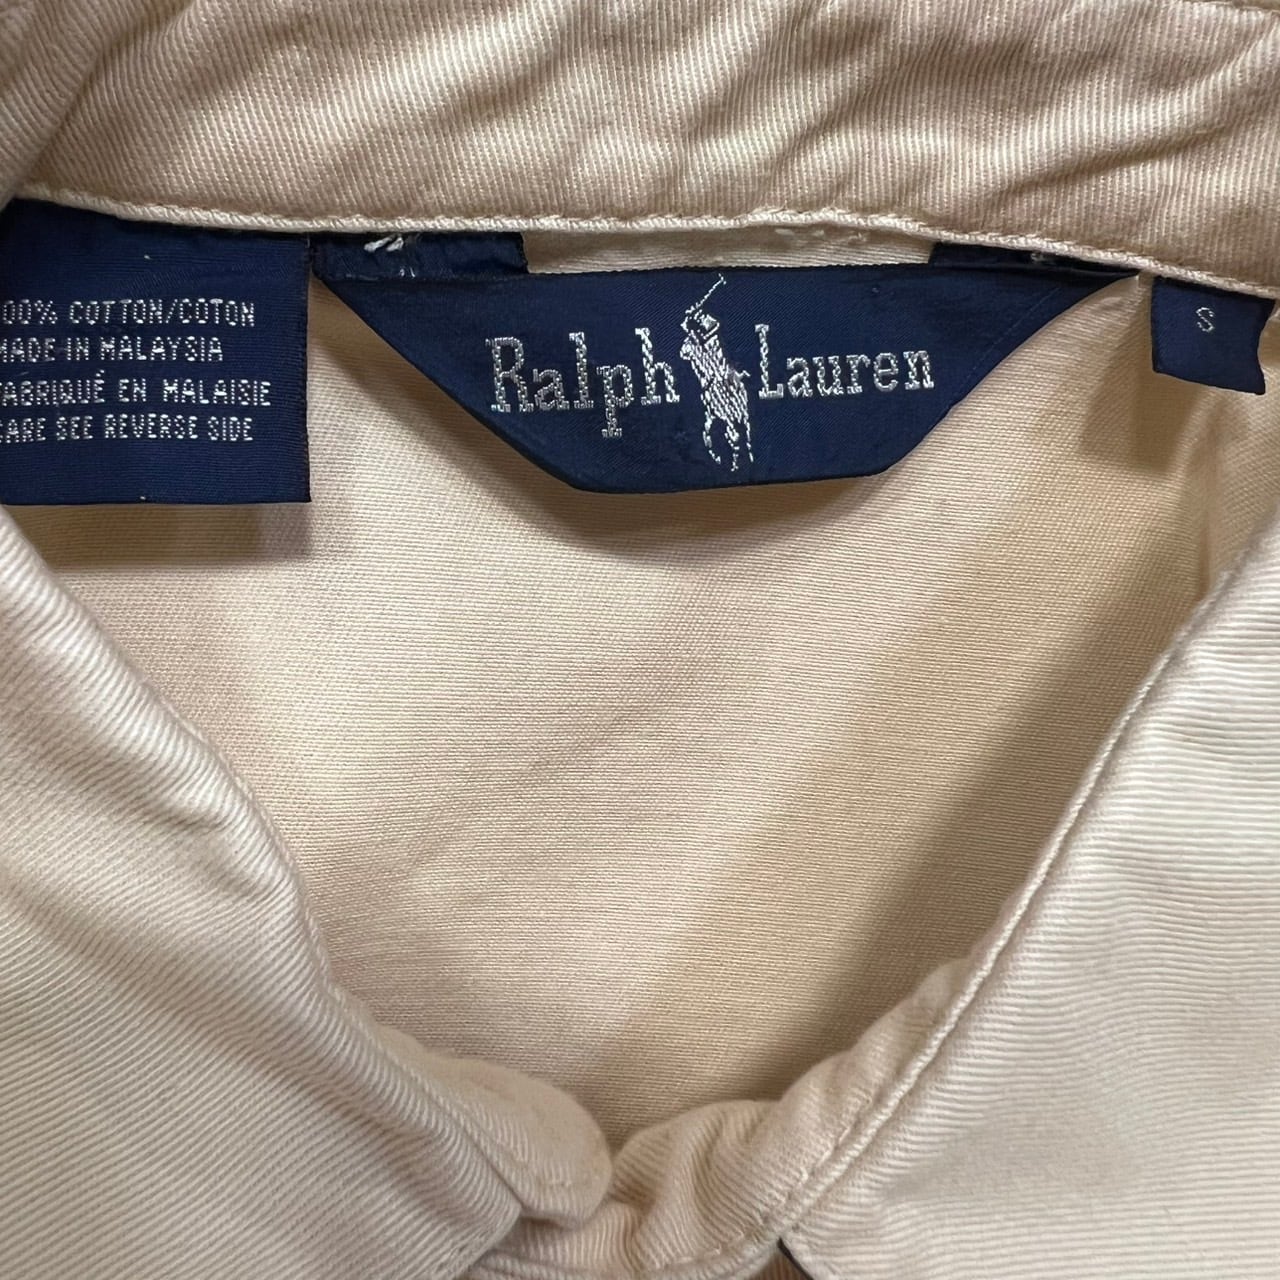 00% COTTON/COTON
MADE IN MALAYSIA
FABRIQUÉ EN MALAISIE
CARE SEE REVERSE SIDE
Ralph Lauren
S